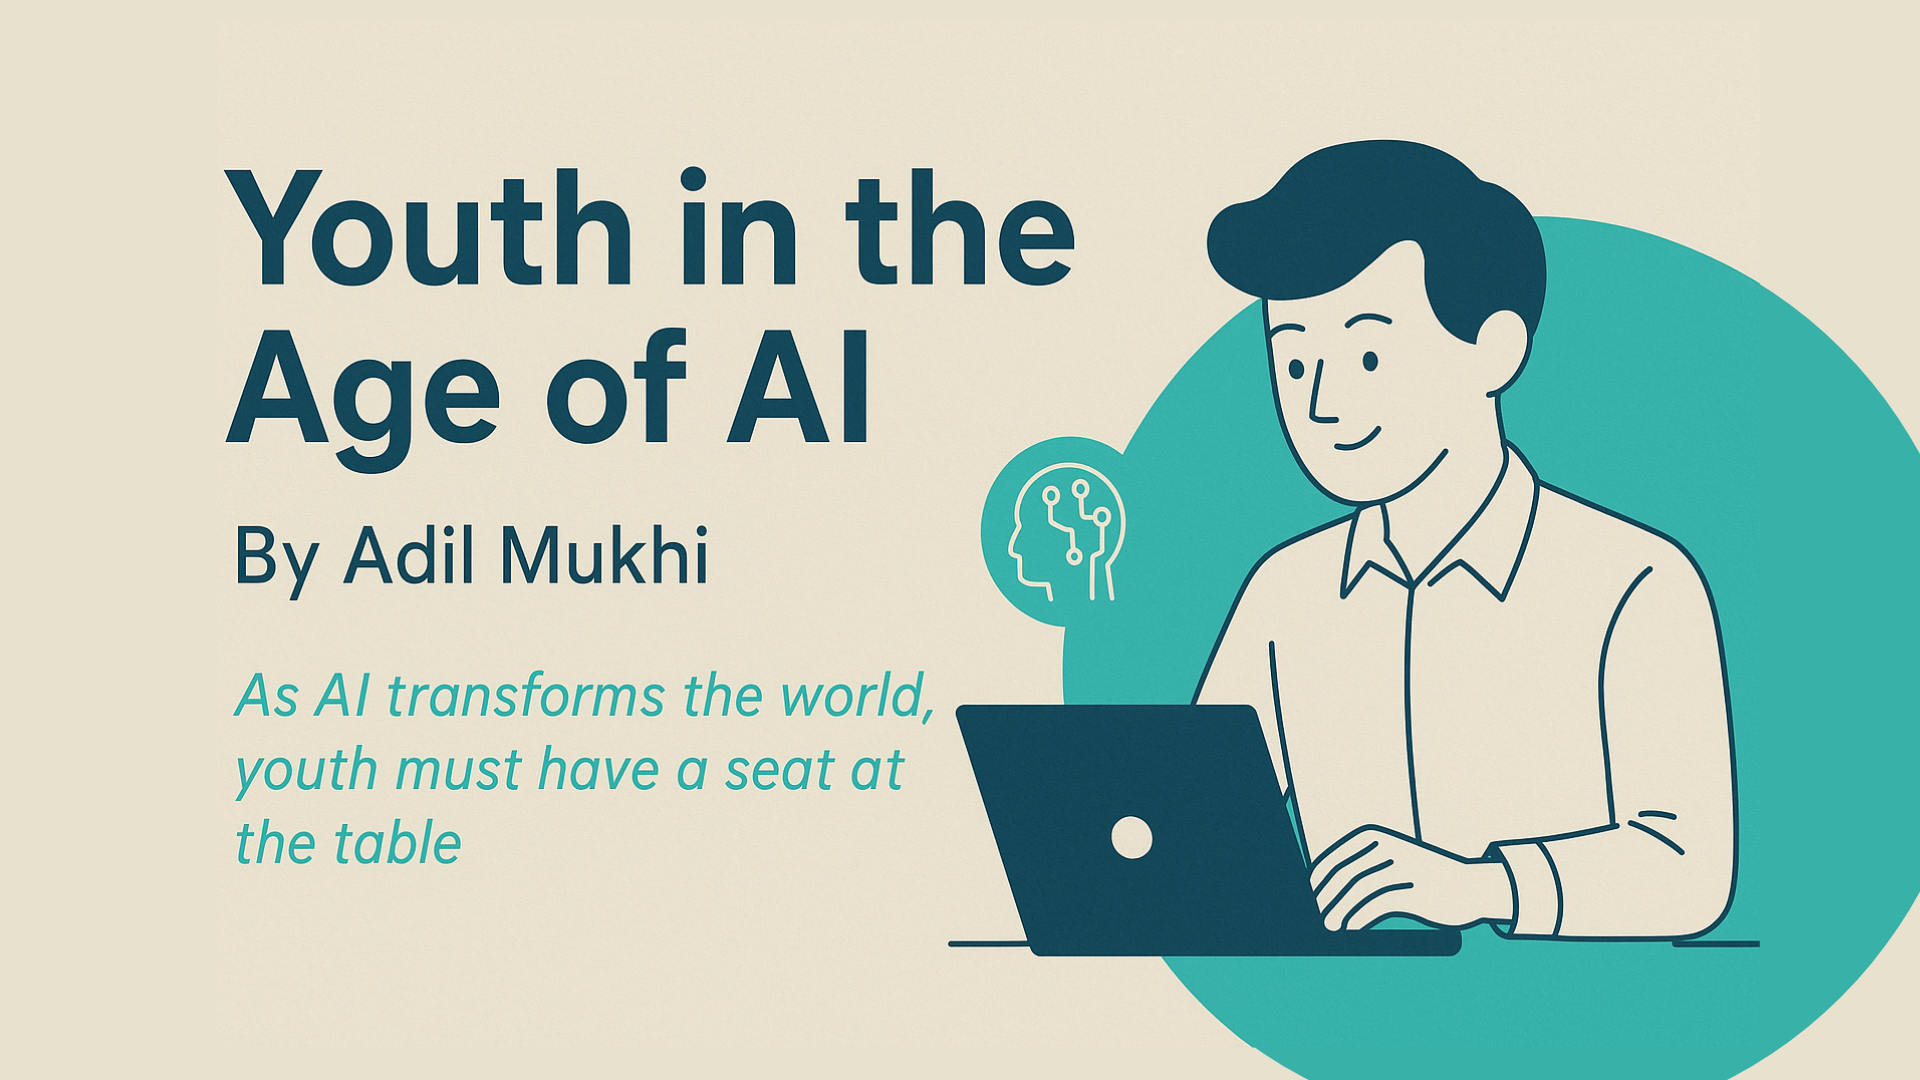 Youth in the
Age of AI
By Adil Mukhi
As AI transforms the world,
youth must have a seat at
the table